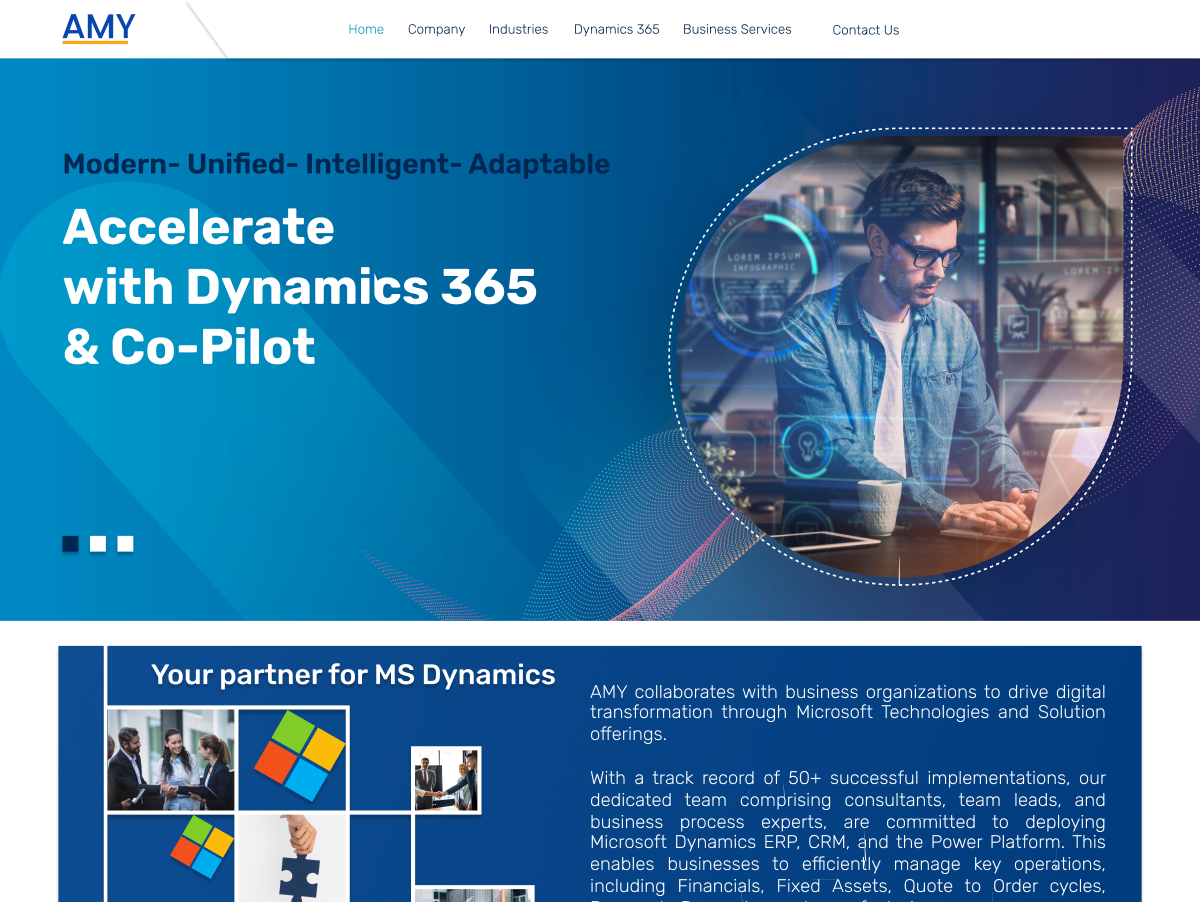 AMY
Home Company Industries Dynamics 365 Business Services Contact Us
Modern- Unified- Intelligent- Adaptable
Accelerate
with Dynamics 365
& Co-Pilot
LOREM IPSUM
INFOGRAPHIC
LOREM IP
Your partner for MS Dynamics
AMY collaborates with business organizations to drive digital
transformation through Microsoft Technologies and Solution
offerings.
With a track record of 50+ successful implementations, our
dedicated team comprising consultants, team leads, and
business process experts, are committed to deploying
Microsoft Dynamics ERP, CRM, and the Power Platform. This
enables businesses to efficiently manage key operations,
including Financials, Fixed Assets, Quote to Order cycles,